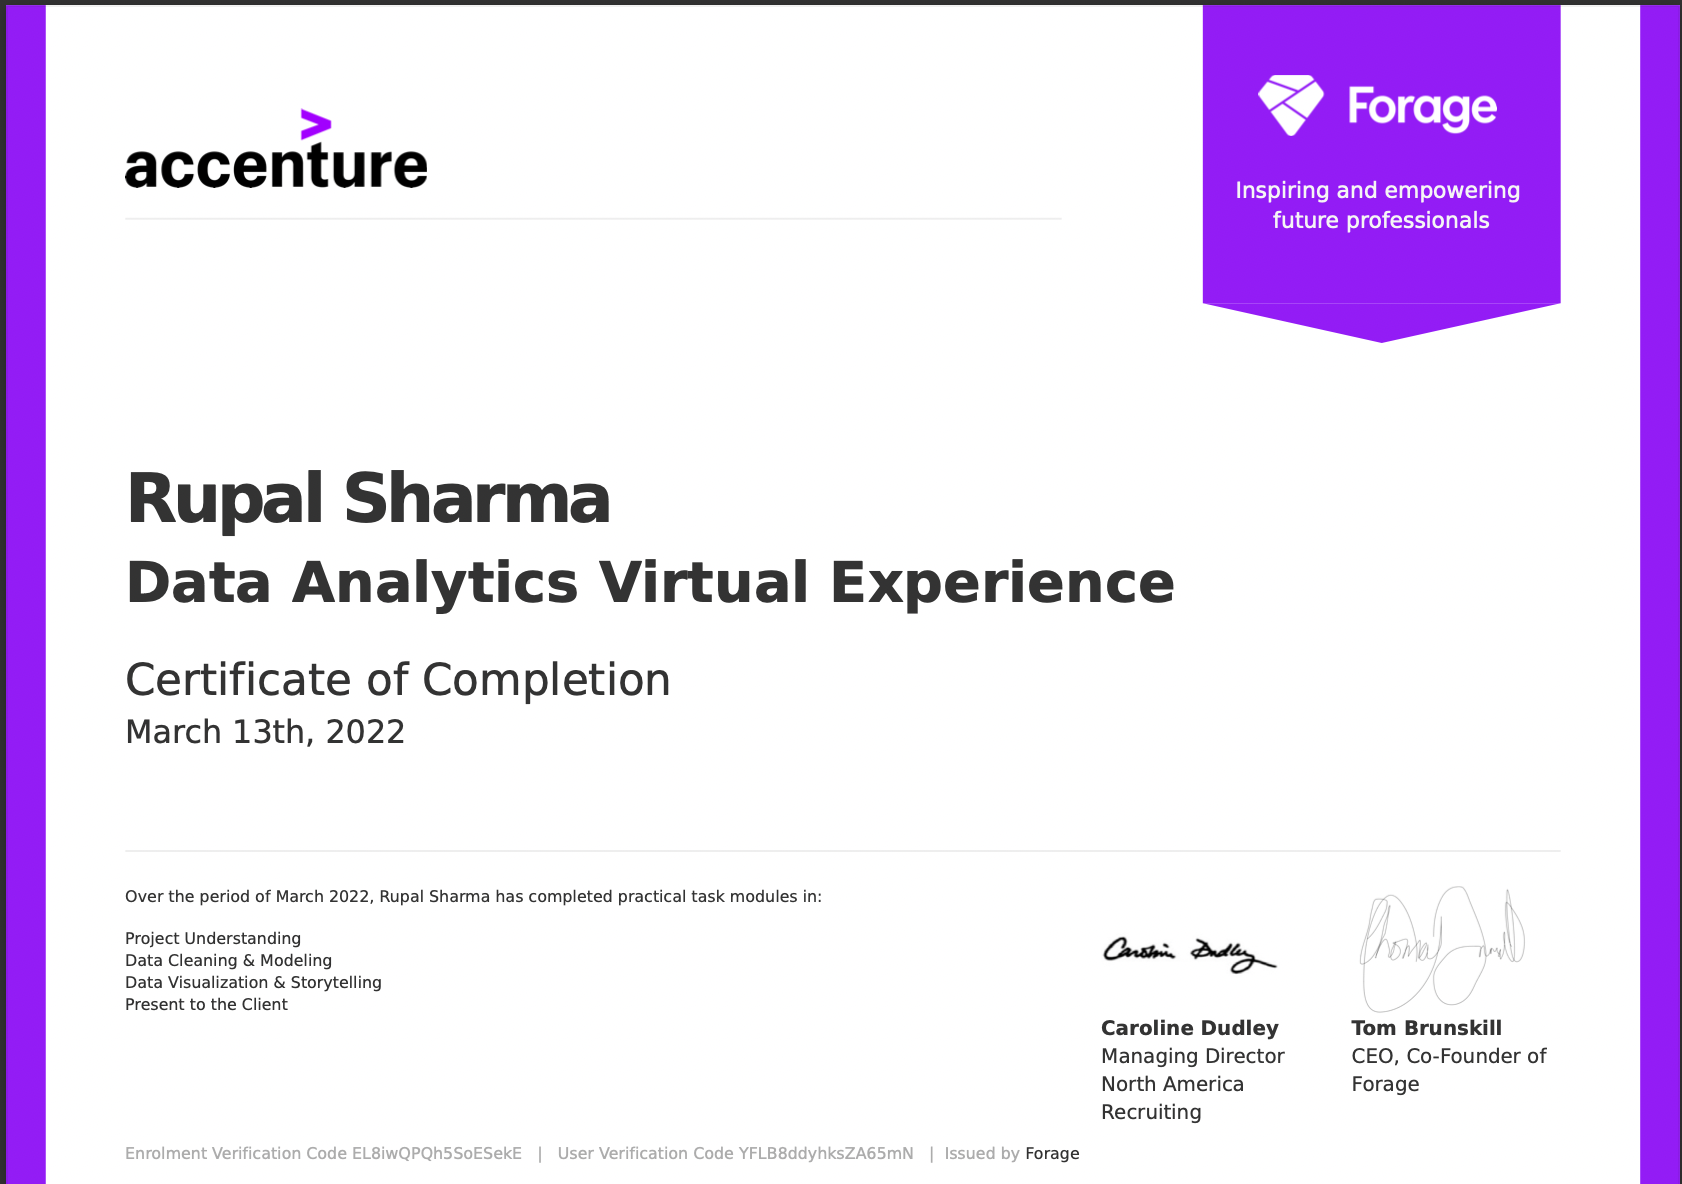 accenture
>
Forage
Inspiring and empowering
future professionals
Rupal Sharma
Data Analytics Virtual Experience
Certificate of Completion
March 13th, 2022
Over the period of March 2022, Rupal Sharma has completed practical task modules in:
Project Understanding
Data Cleaning & Modeling
Data Visualization & Storytelling
Present to the Client
Caroline Dudley
Caroline Dudley
Managing Director
North America
Recruiting
Tom Brunskill
CEO, Co-Founder of
Forage
Enrolment Verification Code EL8iwQPQh5SoESekE | User Verification Code YFLB8ddyhksZA65mN | Issued by Forage